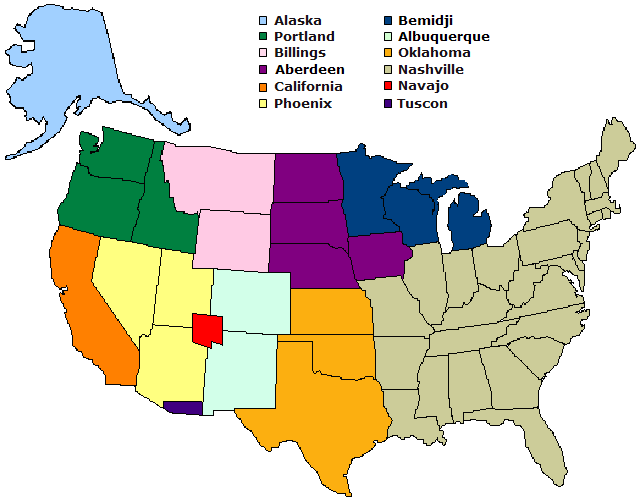 Alaska
Portland
Billings
Aberdeen
California
Phoenix
Bemidji
Albuquerque
Oklahoma
Nashville
Navajo
Tuscon